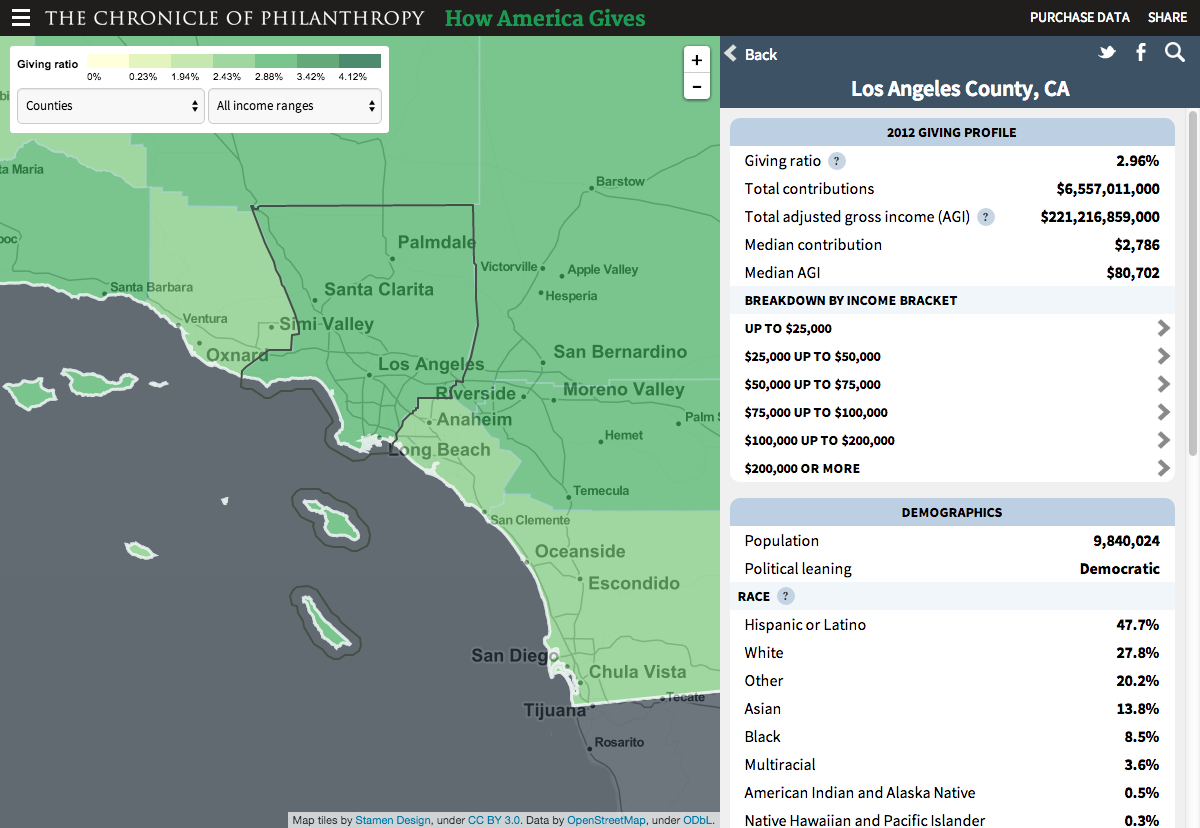 THE CHRONICLE OF PHILANTHROPY How America Gives PURCHASE DATA SHARE
Giving ratio
0% 0.23% 1.94% 2.43% 2.88% 3.42% 4.12%
Counties All income ranges
+
−
ta Maria
Barstow
Palmdale
Victorville Apple Valley
Santa Barbara Santa Clarita Hesperia
Ventura Simi Valley
Oxnard San Bernardino
Los Angeles
Riverside Moreno Valley
Anaheim Palm S
Hemet
Long Beach
Temecula
San Clemente
Oceanside
Escondido
San Diego
Chula Vista
Tecate
Tijuana
Rosarito
Map tiles by Stamen Design, under CC BY 3.0. Data by OpenStreetMap, under ODbL.
Back
Los Angeles County, CA
2012 GIVING PROFILE
Giving ratio ? 2.96%
Total contributions $6,557,011,000
Total adjusted gross income (AGI) ? $221,216,859,000
Median contribution $2,786
Median AGI $80,702
BREAKDOWN BY INCOME BRACKET
UP TO $25,000
$25,000 UP TO $50,000
$50,000 UP TO $75,000
$75,000 UP TO $100,000
$100,000 UP TO $200,000
$200,000 OR MORE
DEMOGRAPHICS
Population 9,840,024
Political leaning Democratic
RACE ?
Hispanic or Latino 47.7%
White 27.8%
Other 20.2%
Asian 13.8%
Black 8.5%
Multiracial 3.6%
American Indian and Alaska Native 0.5%
Native Hawaiian and Pacific Islander 0.3%